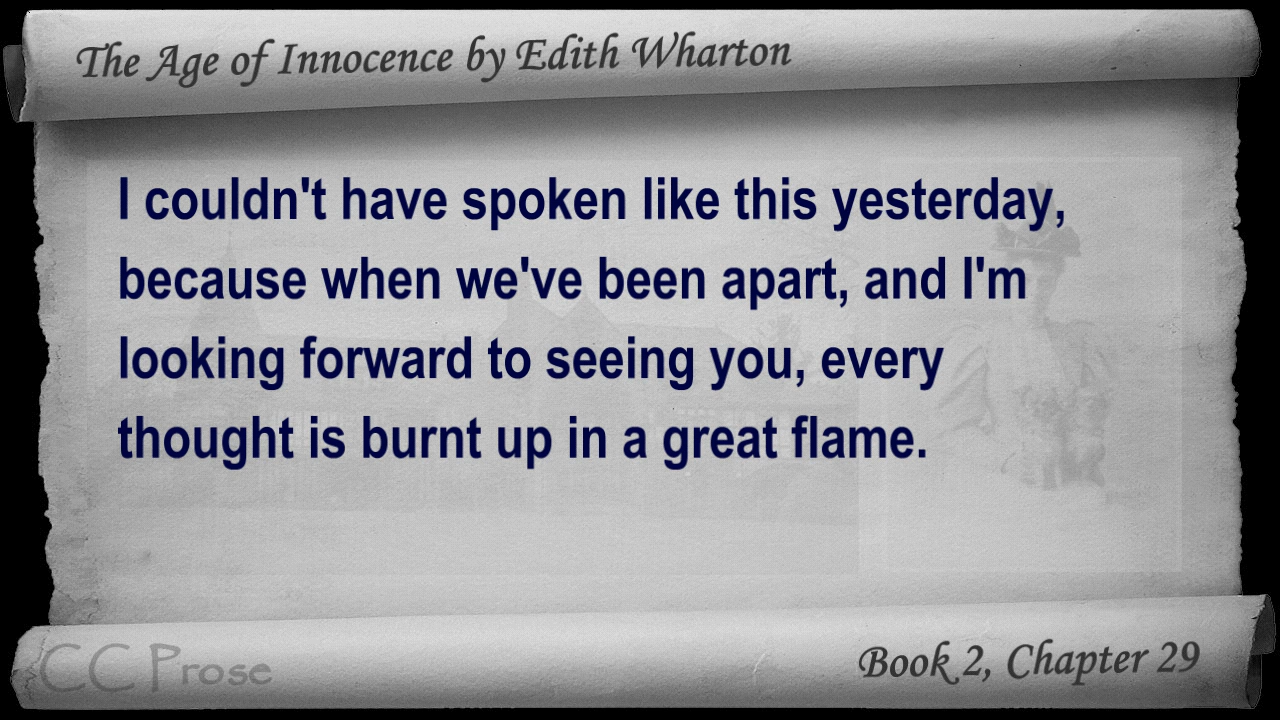 The Age of Innocence by Edith Wharton
I couldn't have spoken like this yesterday,
because when we've been apart, and I'm
looking forward to seeing you, every
thought is burnt up in a great flame.
CC Prose
Book 2, Chapter 29